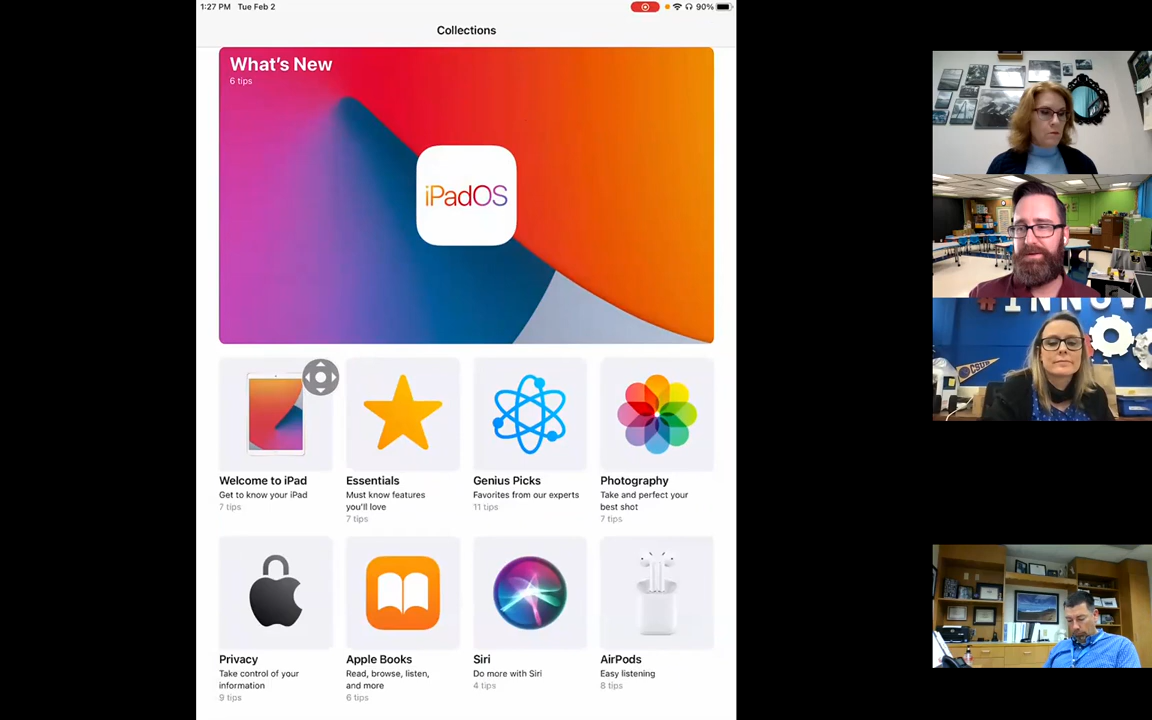 1:27 PM Tue Feb 2
90%
Collections
What's New
6 tips
iPadOS
Welcome to iPad
Get to know your iPad
7 tips
Essentials
Must know features
you'll love
7 tips
Genius Picks
Favorites from our experts
11 tips
Photography
Take and perfect your
best shot
7 tips
Privacy
Take control of your
information
9 tips
Apple Books
Read, browse, listen,
and more
6 tips
Siri
Do more with Siri
4 tips
AirPods
Easy listening
8 tips
#INNOV
CSUP